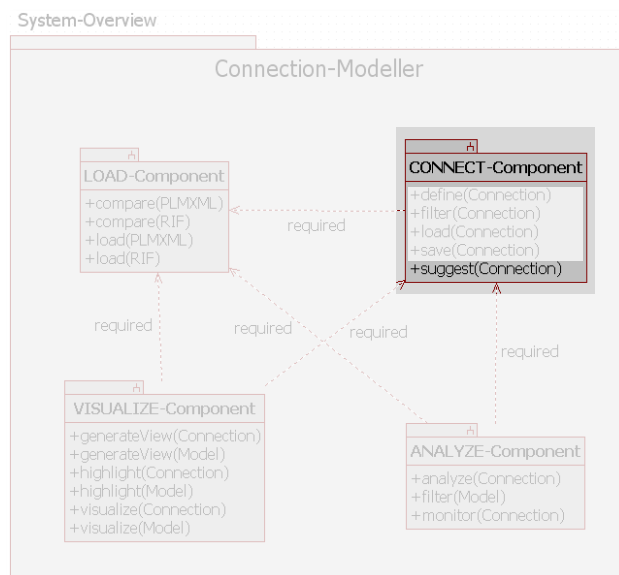 System-Overview
Connection-Modeller
LOAD-Component
+compare(PLMXML)
+compare(RIF)
+load(PLMXML)
+load(RIF)
CONNECT-Component
+define(Connection)
+filter(Connection)
+load(Connection)
+save(Connection)
+suggest(Connection)
required
required
required
required
required
VISUALIZE-Component
+generateView(Connection)
+generateView(Model)
+highlight(Connection)
+highlight(Model)
+visualize(Connection)
+visualize(Model)
ANALYZE-Component
+analyze(Connection)
+filter(Model)
+monitor(Connection)